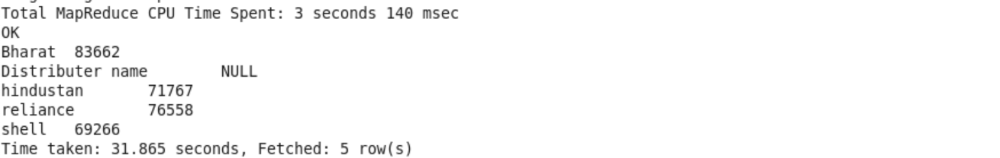 Total MapReduce CPU Time Spent: 3 seconds 140 msec
OK
Bharat  83662
Distributer name        NULL
hindustan       71767
reliance        76558
shell   69266
Time taken: 31.865 seconds, Fetched: 5 row(s)